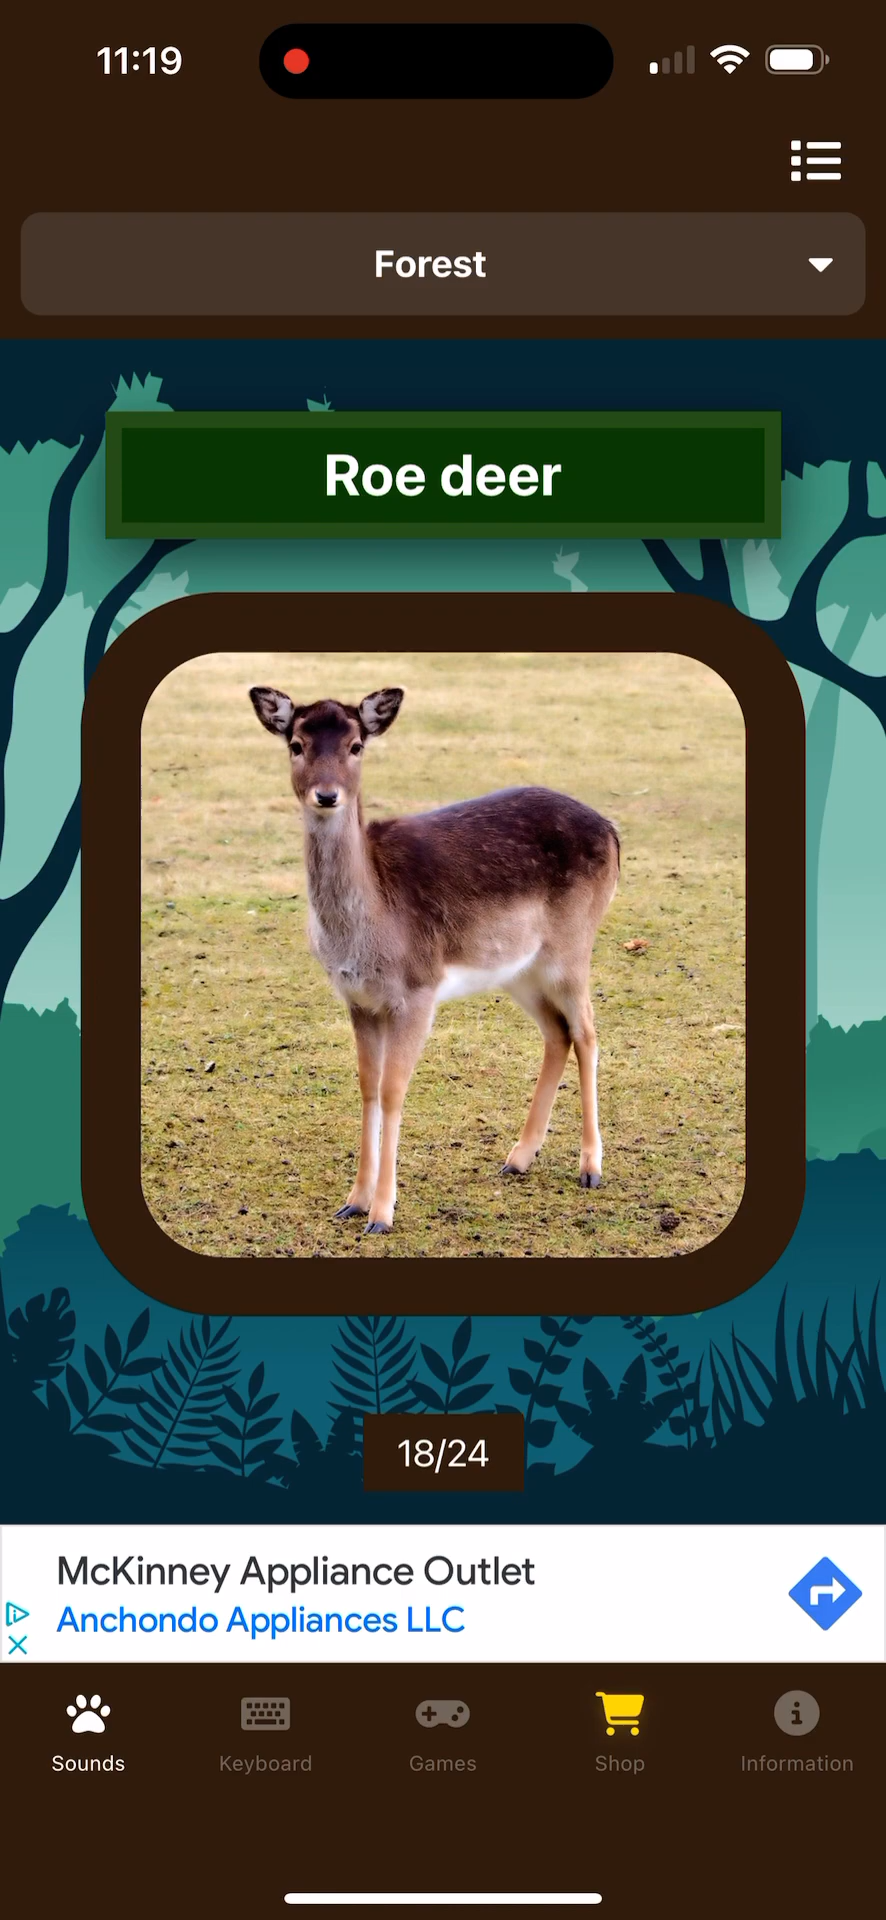 11:19
Forest
Roe deer
18/24
McKinney Appliance Outlet
Anchondo Appliances LLC
Sounds
Keyboard
Games
Shop
Information